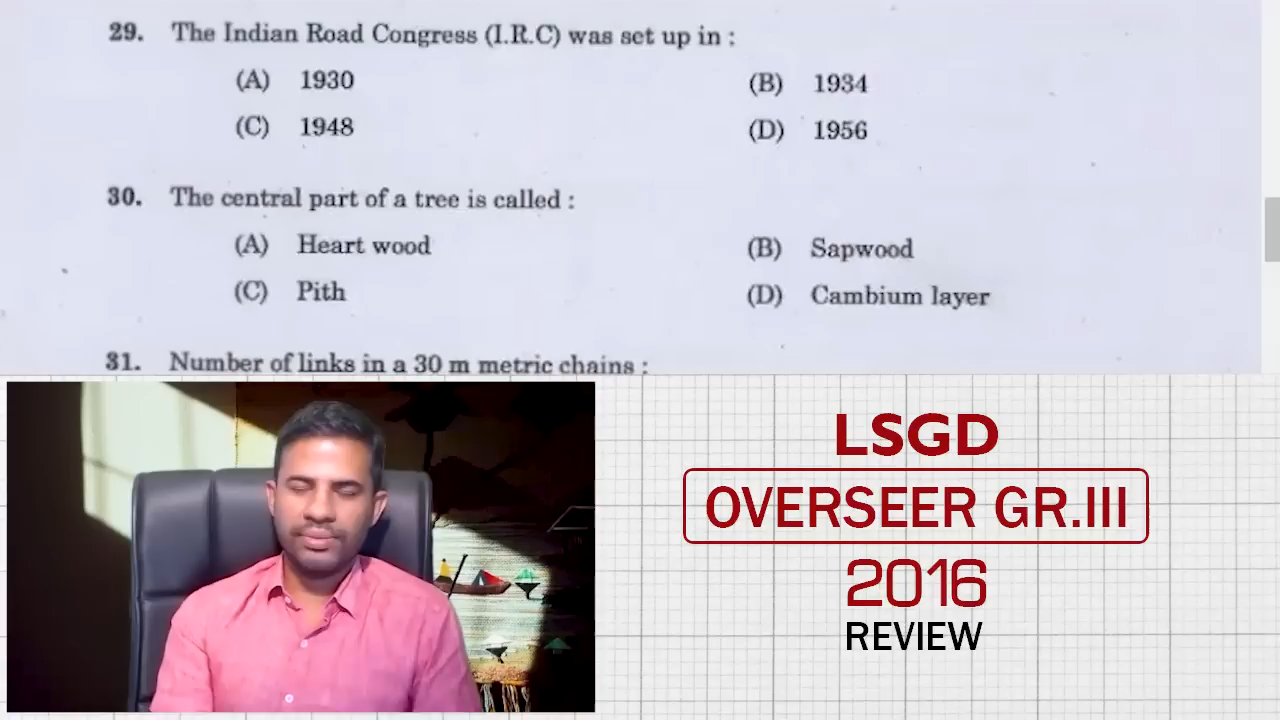 29. The Indian Road Congress (I.R.C) was set up in :
(A) 1930 (B) 1934
(C) 1948 (D) 1956
30. The central part of a tree is called :
(A) Heart wood (B) Sapwood
(C) Pith (D) Cambium layer
31. Number of links in a 30 m metric chains :
LSGD
OVERSEER GR.III
2016
REVIEW